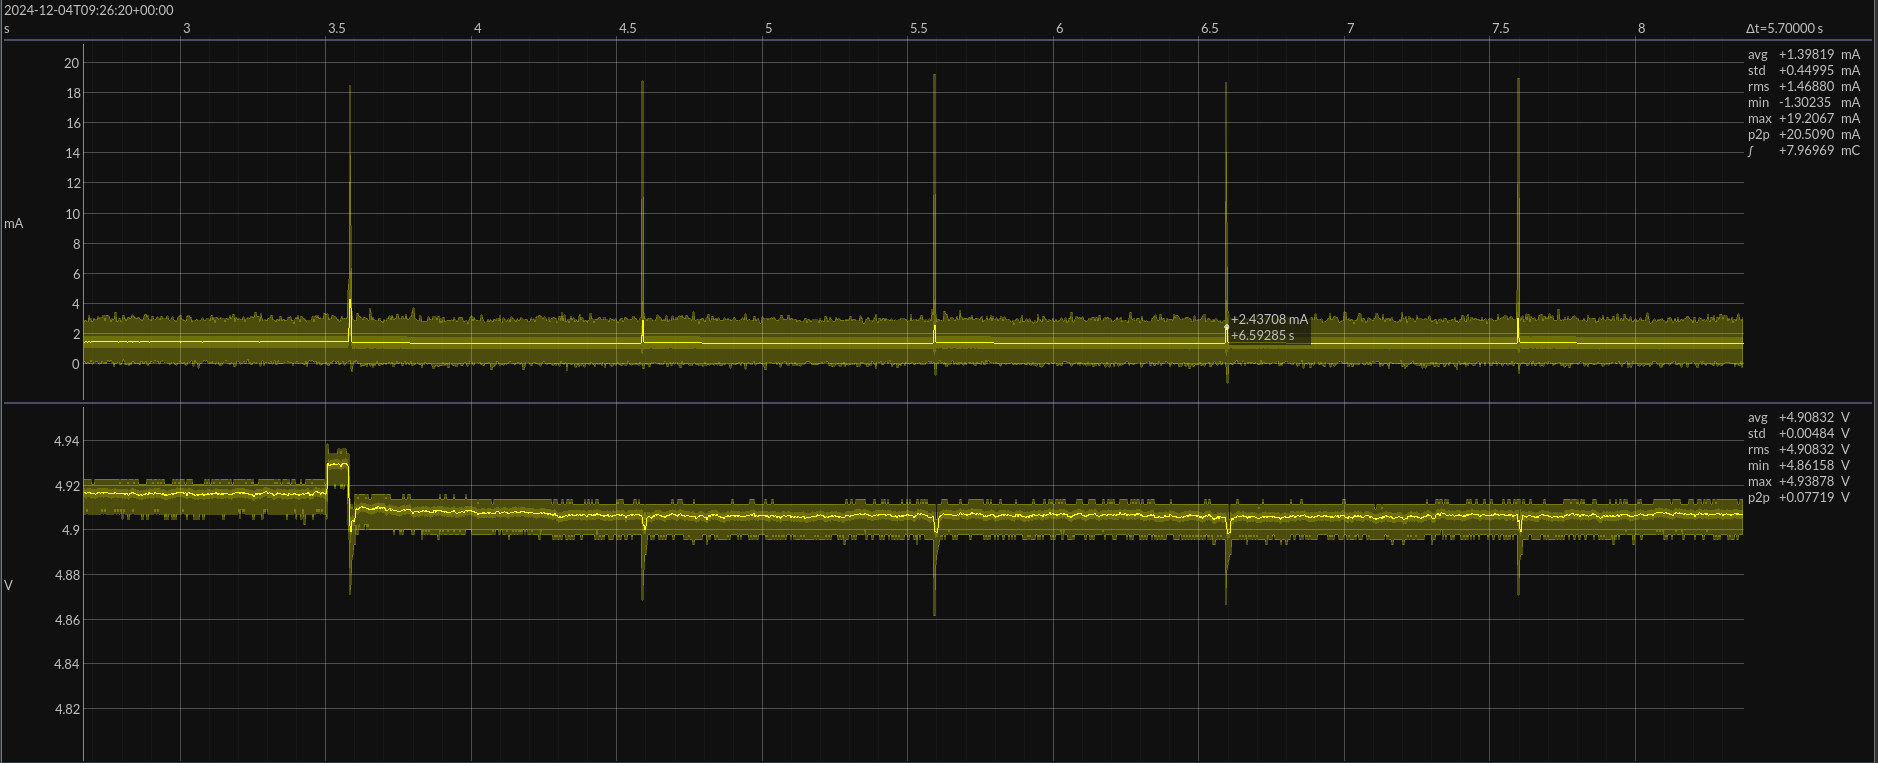 2024-12-04T09:26:20+00:00
s 3 3.5 4 4.5 5 5.5 6 6.5 7 7.5 8 Δt=5.70000 s
20
18
16
14
12
10
8
6
4
2
0
mA
avg +1.39819 mA
std +0.44995 mA
rms +1.46880 mA
min -1.30235 mA
max +19.2067 mA
p2p +20.5090 mA
∫ +7.96969 mC
+2.43708 mA
+6.59285 s
4.94
4.92
4.9
4.88
4.86
4.84
4.82
V
avg +4.90832 V
std +0.00484 V
rms +4.90832 V
min +4.86158 V
max +4.93878 V
p2p +0.07719 V